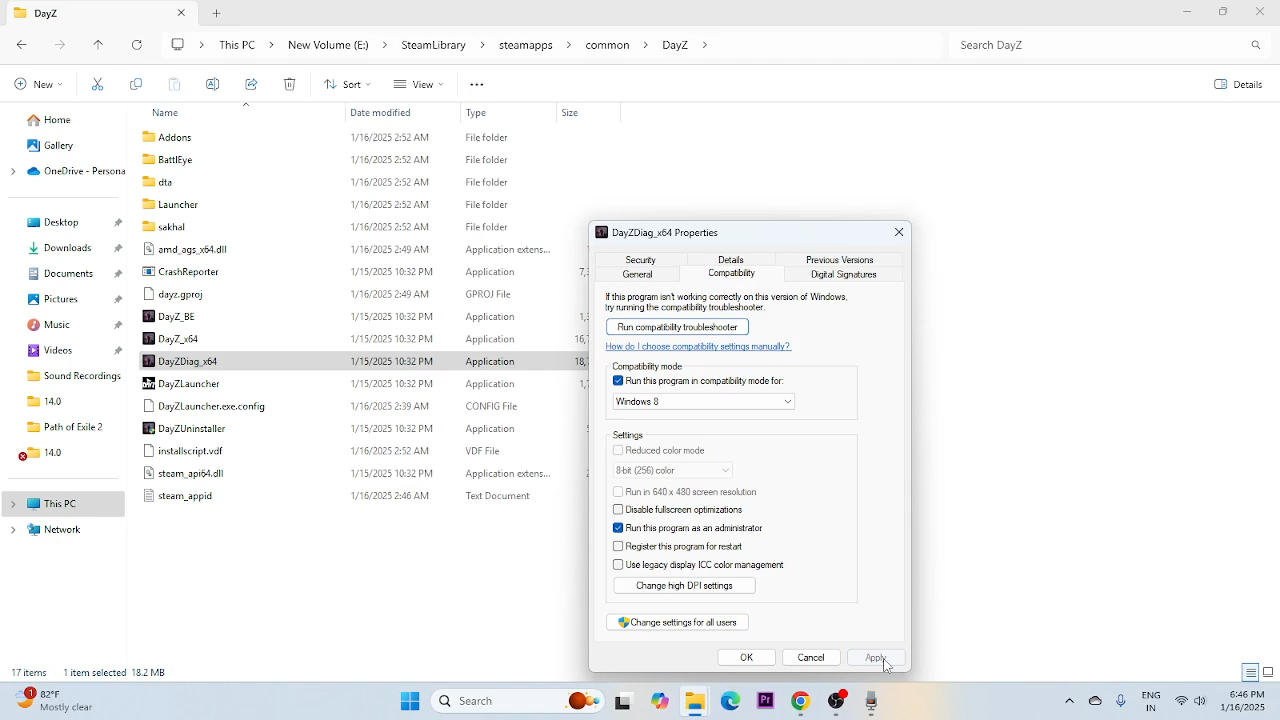 DayZ
This PC > New Volume (E:) > SteamLibrary > steamapps > common > DayZ >
Search DayZ
New
Sort
View
Details
Name
Date modified
Type
Size
Home
Gallery
OneDrive - Persona
Desktop
Downloads
Documents
Pictures
Music
Videos
Sound Recordings
14.0
Path of Exile 2
14.0
This PC
Network
Addons 1/16/2025 2:52 AM File folder
BattlEye 1/16/2025 2:52 AM File folder
dta 1/16/2025 2:52 AM File folder
Launcher 1/16/2025 2:52 AM File folder
sakhal 1/16/2025 2:52 AM File folder
amd_ags_x64.dll 1/16/2025 2:49 AM Application extens...
CrashReporter 1/15/2025 10:32 PM Application 7,
dayz.gproj 1/16/2025 2:49 AM GPROJ File
DayZ_BE 1/15/2025 10:32 PM Application 1,
DayZ_x64 1/15/2025 10:32 PM Application 16,
DayZDiag_x64 1/15/2025 10:32 PM Application 18,
DayZLauncher 1/15/2025 10:32 PM Application 1,
DayZLauncher.exe.config 1/16/2025 2:39 AM CONFIG File
DayZUninstaller 1/15/2025 10:32 PM Application
installscript.vdf 1/16/2025 2:52 AM VDF File
steam_api64.dll 1/15/2025 10:32 PM Application extens...
steam_appid 1/16/2025 2:46 AM Text Document
DayZDiag_x64 Properties
Security Details Previous Versions
General Compatibility Digital Signatures
If this program isn't working correctly on this version of Windows,
try running the compatibility troubleshooter.
Run compatibility troubleshooter
How do I choose compatibility settings manually?
Compatibility mode
Run this program in compatibility mode for:
Windows 8
Settings
Reduced color mode
8-bit (256) color
Run in 640 x 480 screen resolution
Disable fullscreen optimizations
Run this program as an administrator
Register this program for restart
Use legacy display ICC color management
Change high DPI settings
Change settings for all users
OK Cancel Apply
17 items 1 item selected 18.2 MB
1
82°F
Mostly clear
Search
Pr
ENG
IN
6:46 PM
1/16/2025